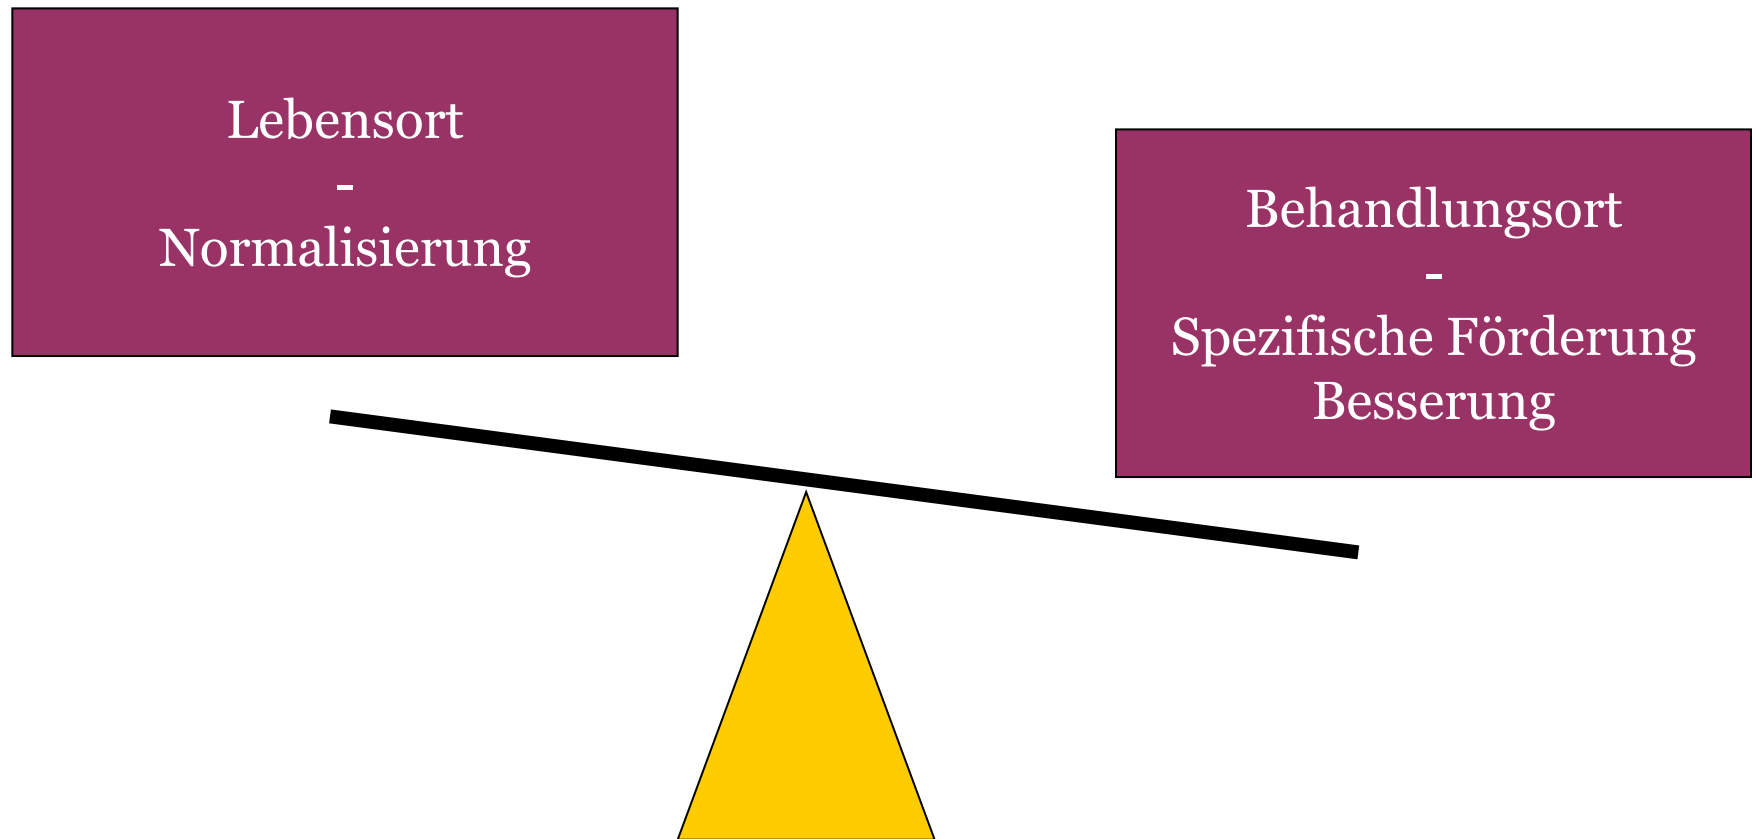 Lebensort
-
Normalisierung
Behandlungsort
-
Spezifische Förderung
Besserung